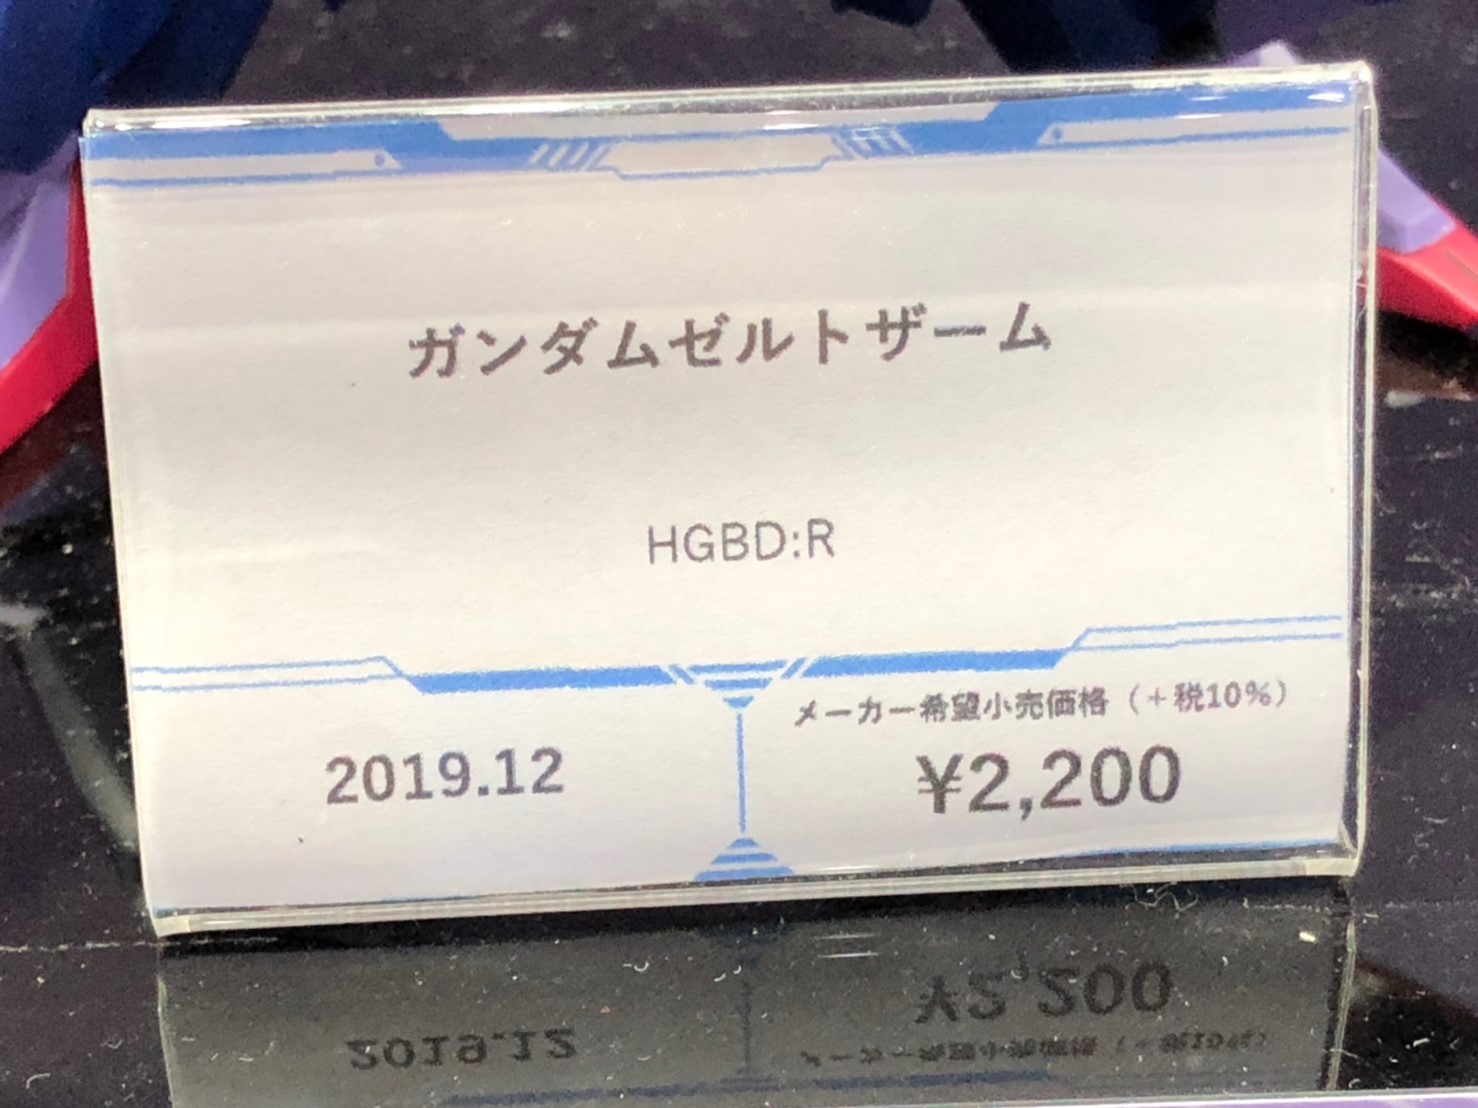 ガンダムゼルトザーム
HGBD:R
2019.12
メーカー希望小売価格（＋税10%）
¥2,200